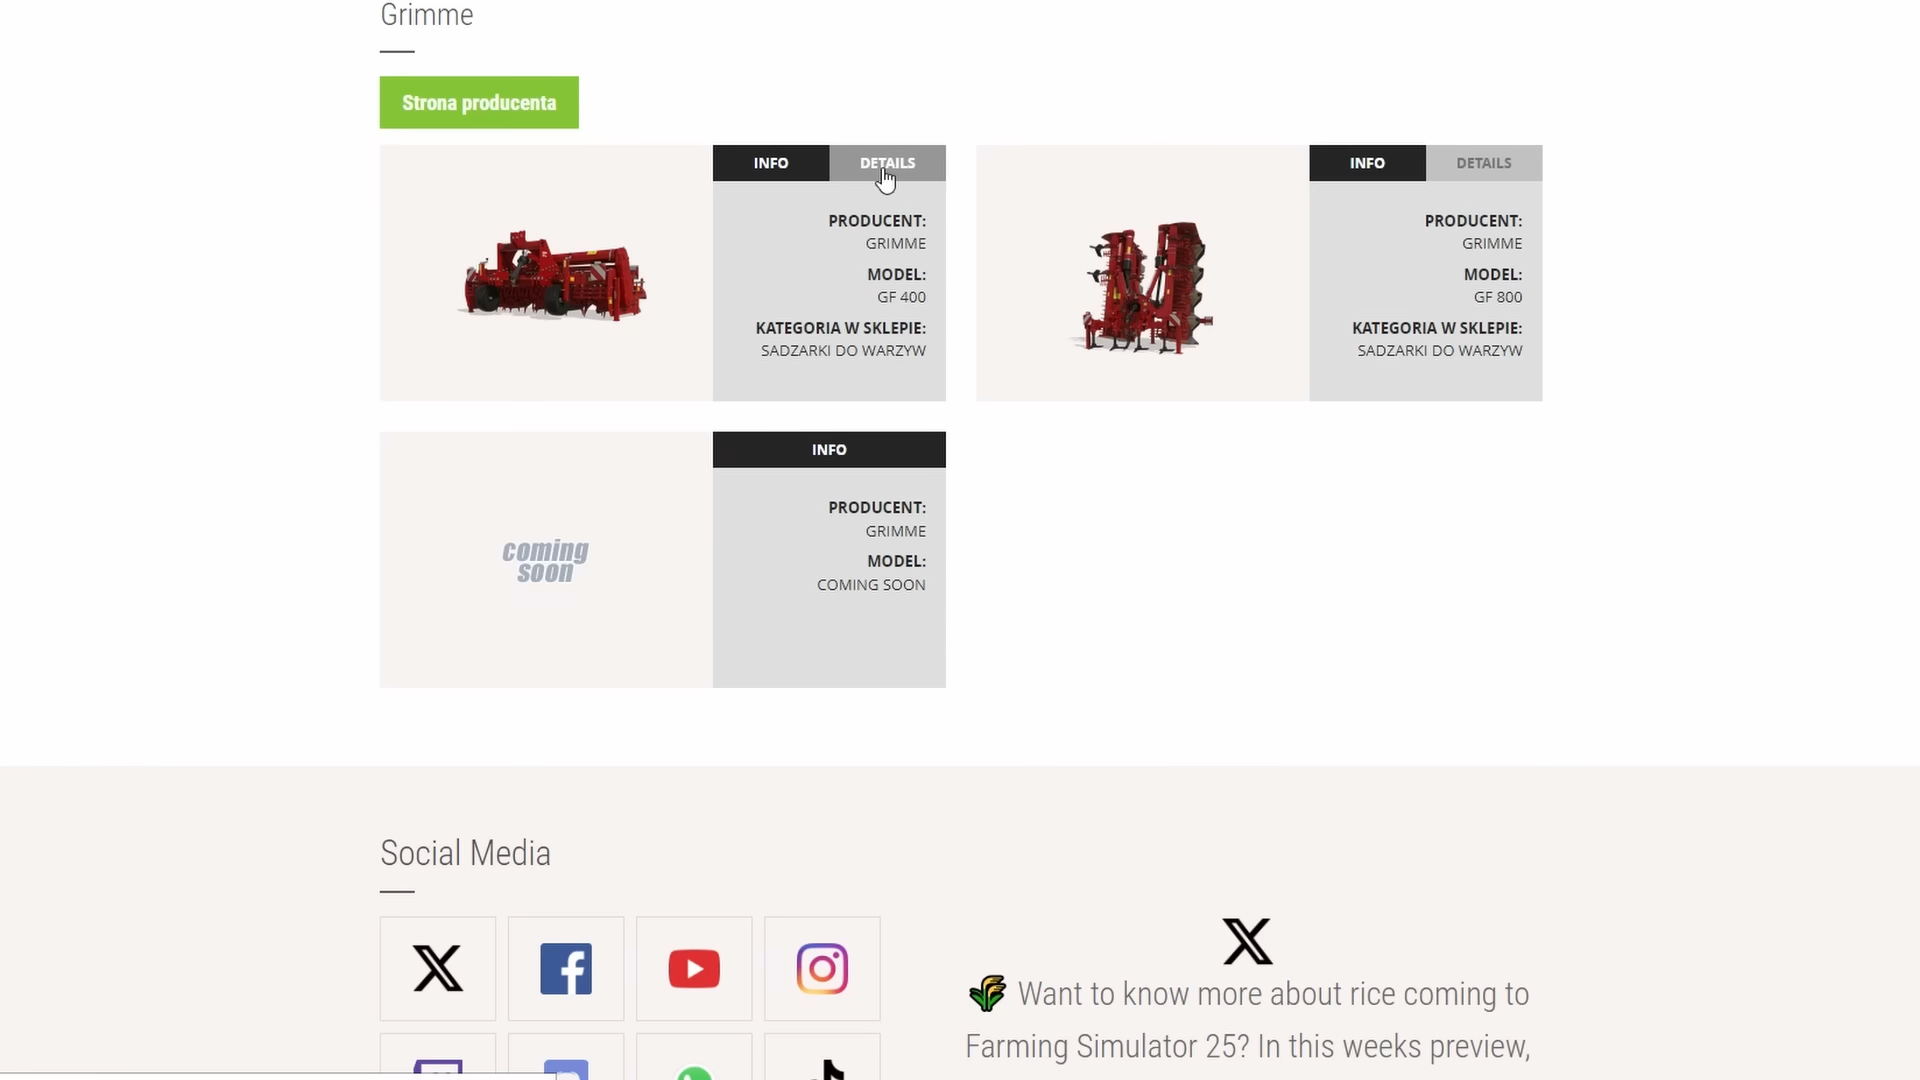 Grimme
Strona producenta
INFO
DETAILS
PRODUCENT:
GRIMME
MODEL:
GF 400
KATEGORIA W SKLEPIE:
SADZARKI DO WARZYW
INFO
DETAILS
PRODUCENT:
GRIMME
MODEL:
GF 800
KATEGORIA W SKLEPIE:
SADZARKI DO WARZYW
coming
soon
INFO
PRODUCENT:
GRIMME
MODEL:
COMING SOON
Social Media
Want to know more about rice coming to
Farming Simulator 25? In this weeks preview,